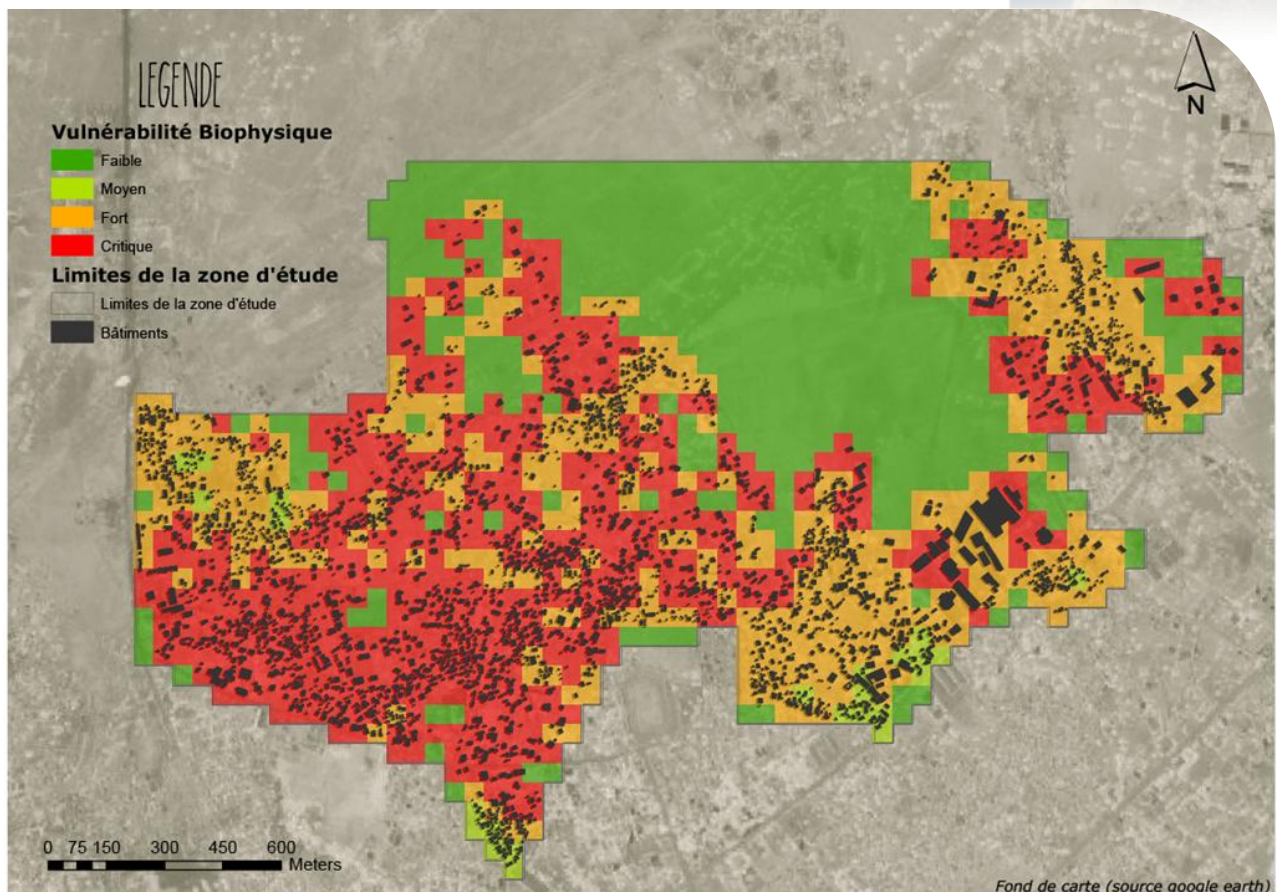 LEGENDE
Vulnérabilité Biophysique
Faible
Moyen
Fort
Critique
Limites de la zone d'étude
Limites de la zone d'étude
Bâtiments
N
0 75 150 300 450 600
Meters
Fond de carte (source google earth)